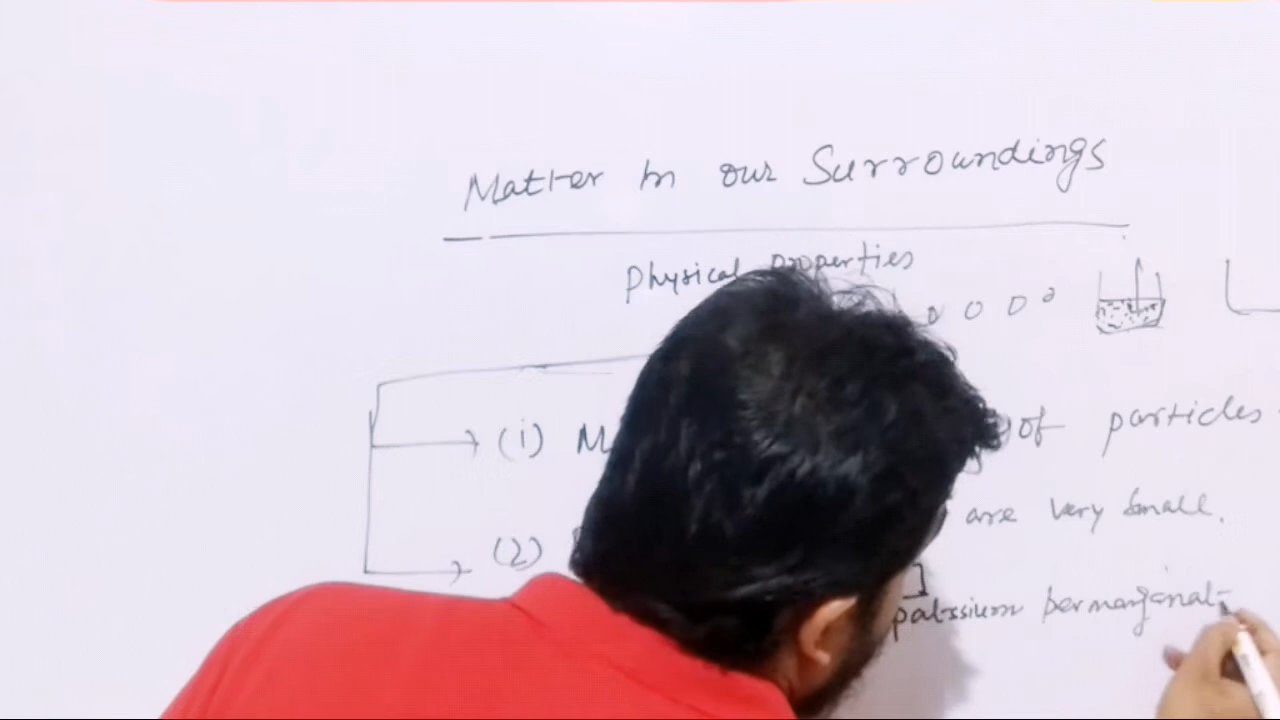 Matter In our Surroundings
Physical properties
(i) M of particles.
(2) are very small.
potassium permanganat